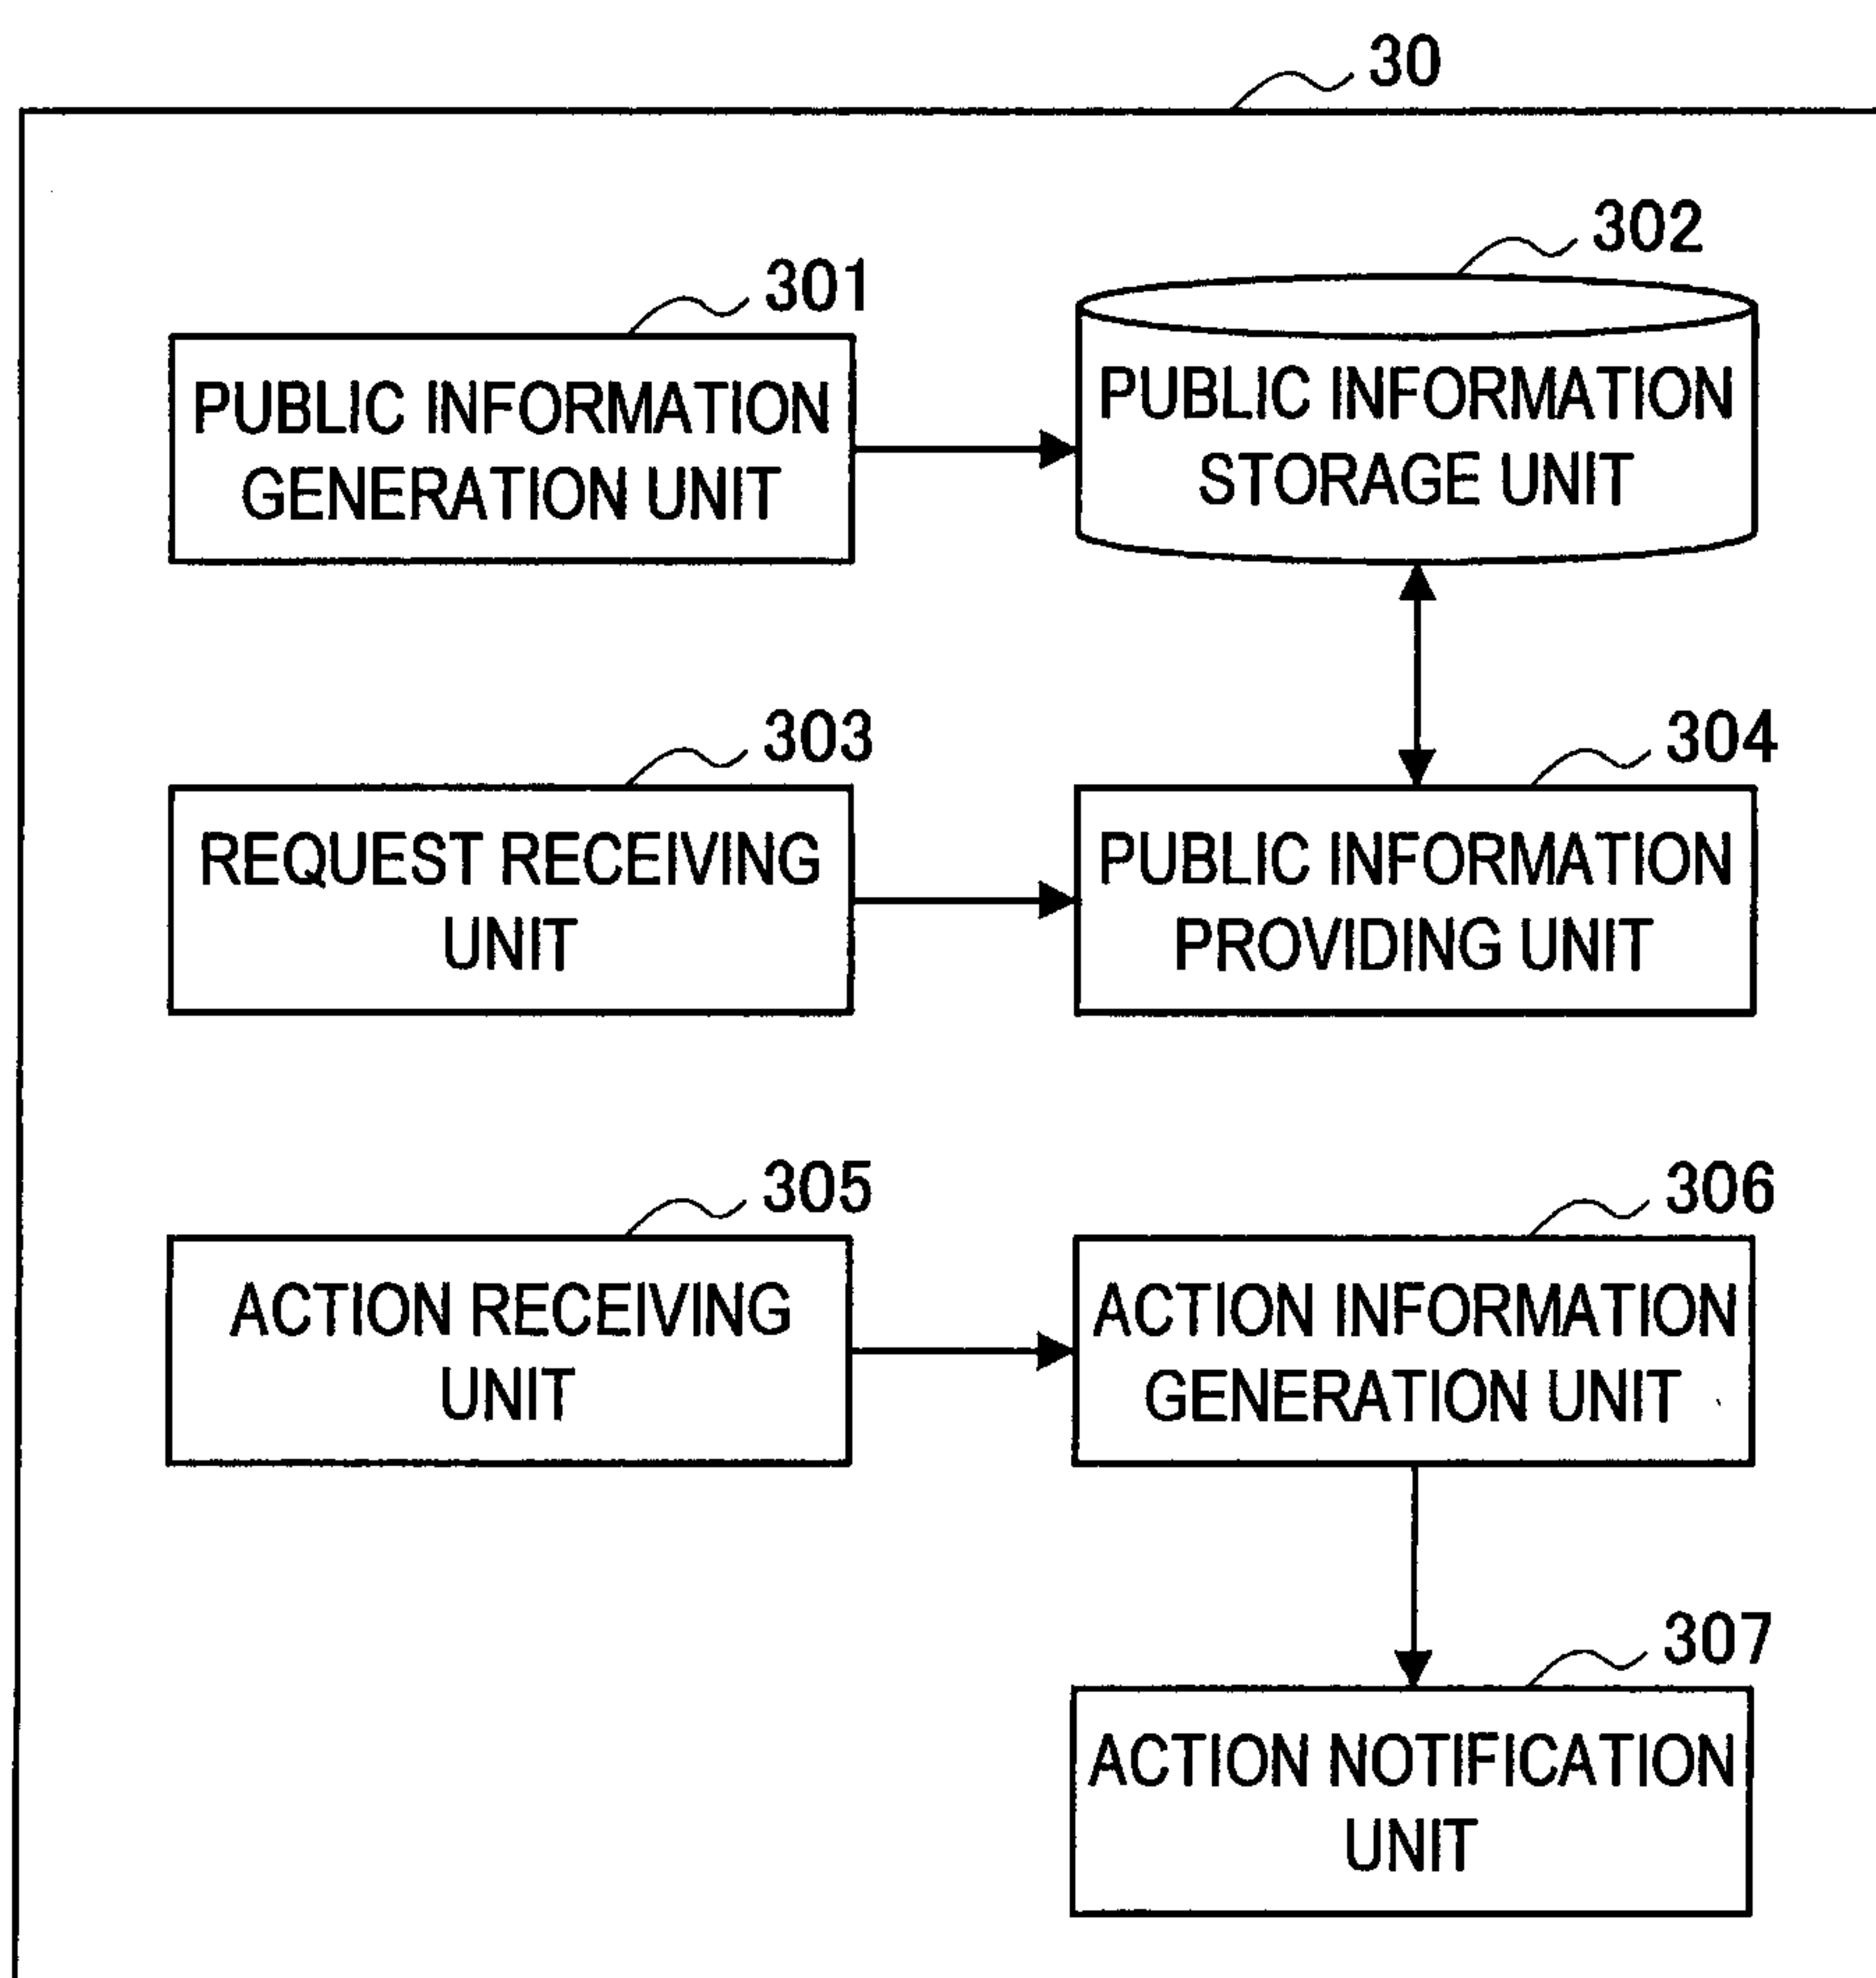 30
302
301
PUBLIC INFORMATION
GENERATION UNIT
PUBLIC INFORMATION
STORAGE UNIT
303
304
REQUEST RECEIVING
UNIT
PUBLIC INFORMATION
PROVIDING UNIT
305
306
ACTION RECEIVING
UNIT
ACTION INFORMATION
GENERATION UNIT
307
ACTION NOTIFICATION
UNIT